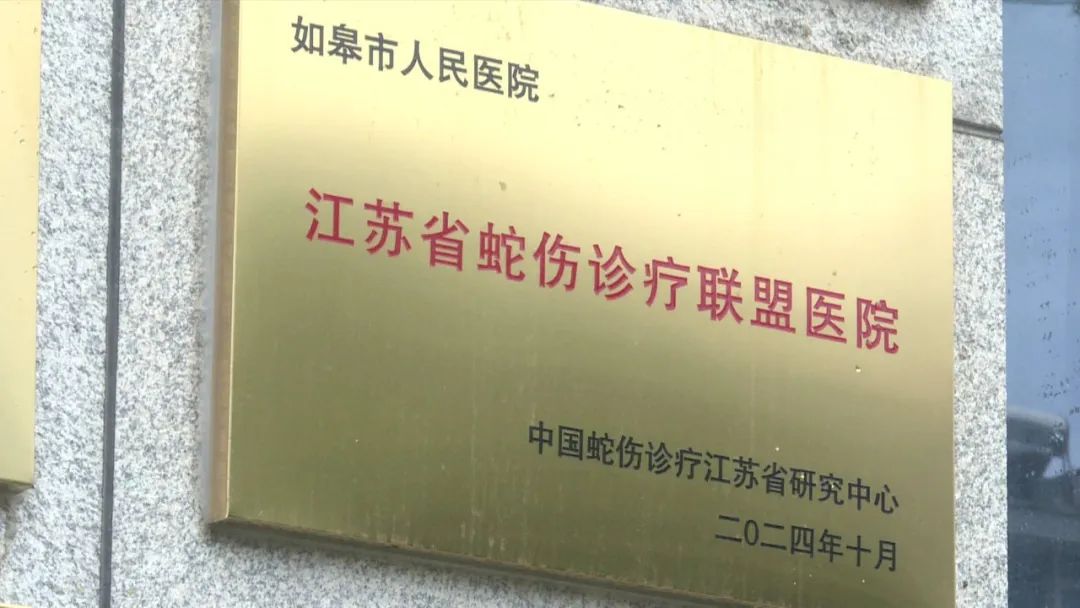 如皋市人民医院
江苏省蛇伤诊疗联盟医院
中国蛇伤诊疗江苏省研究中心
二〇二四年十月